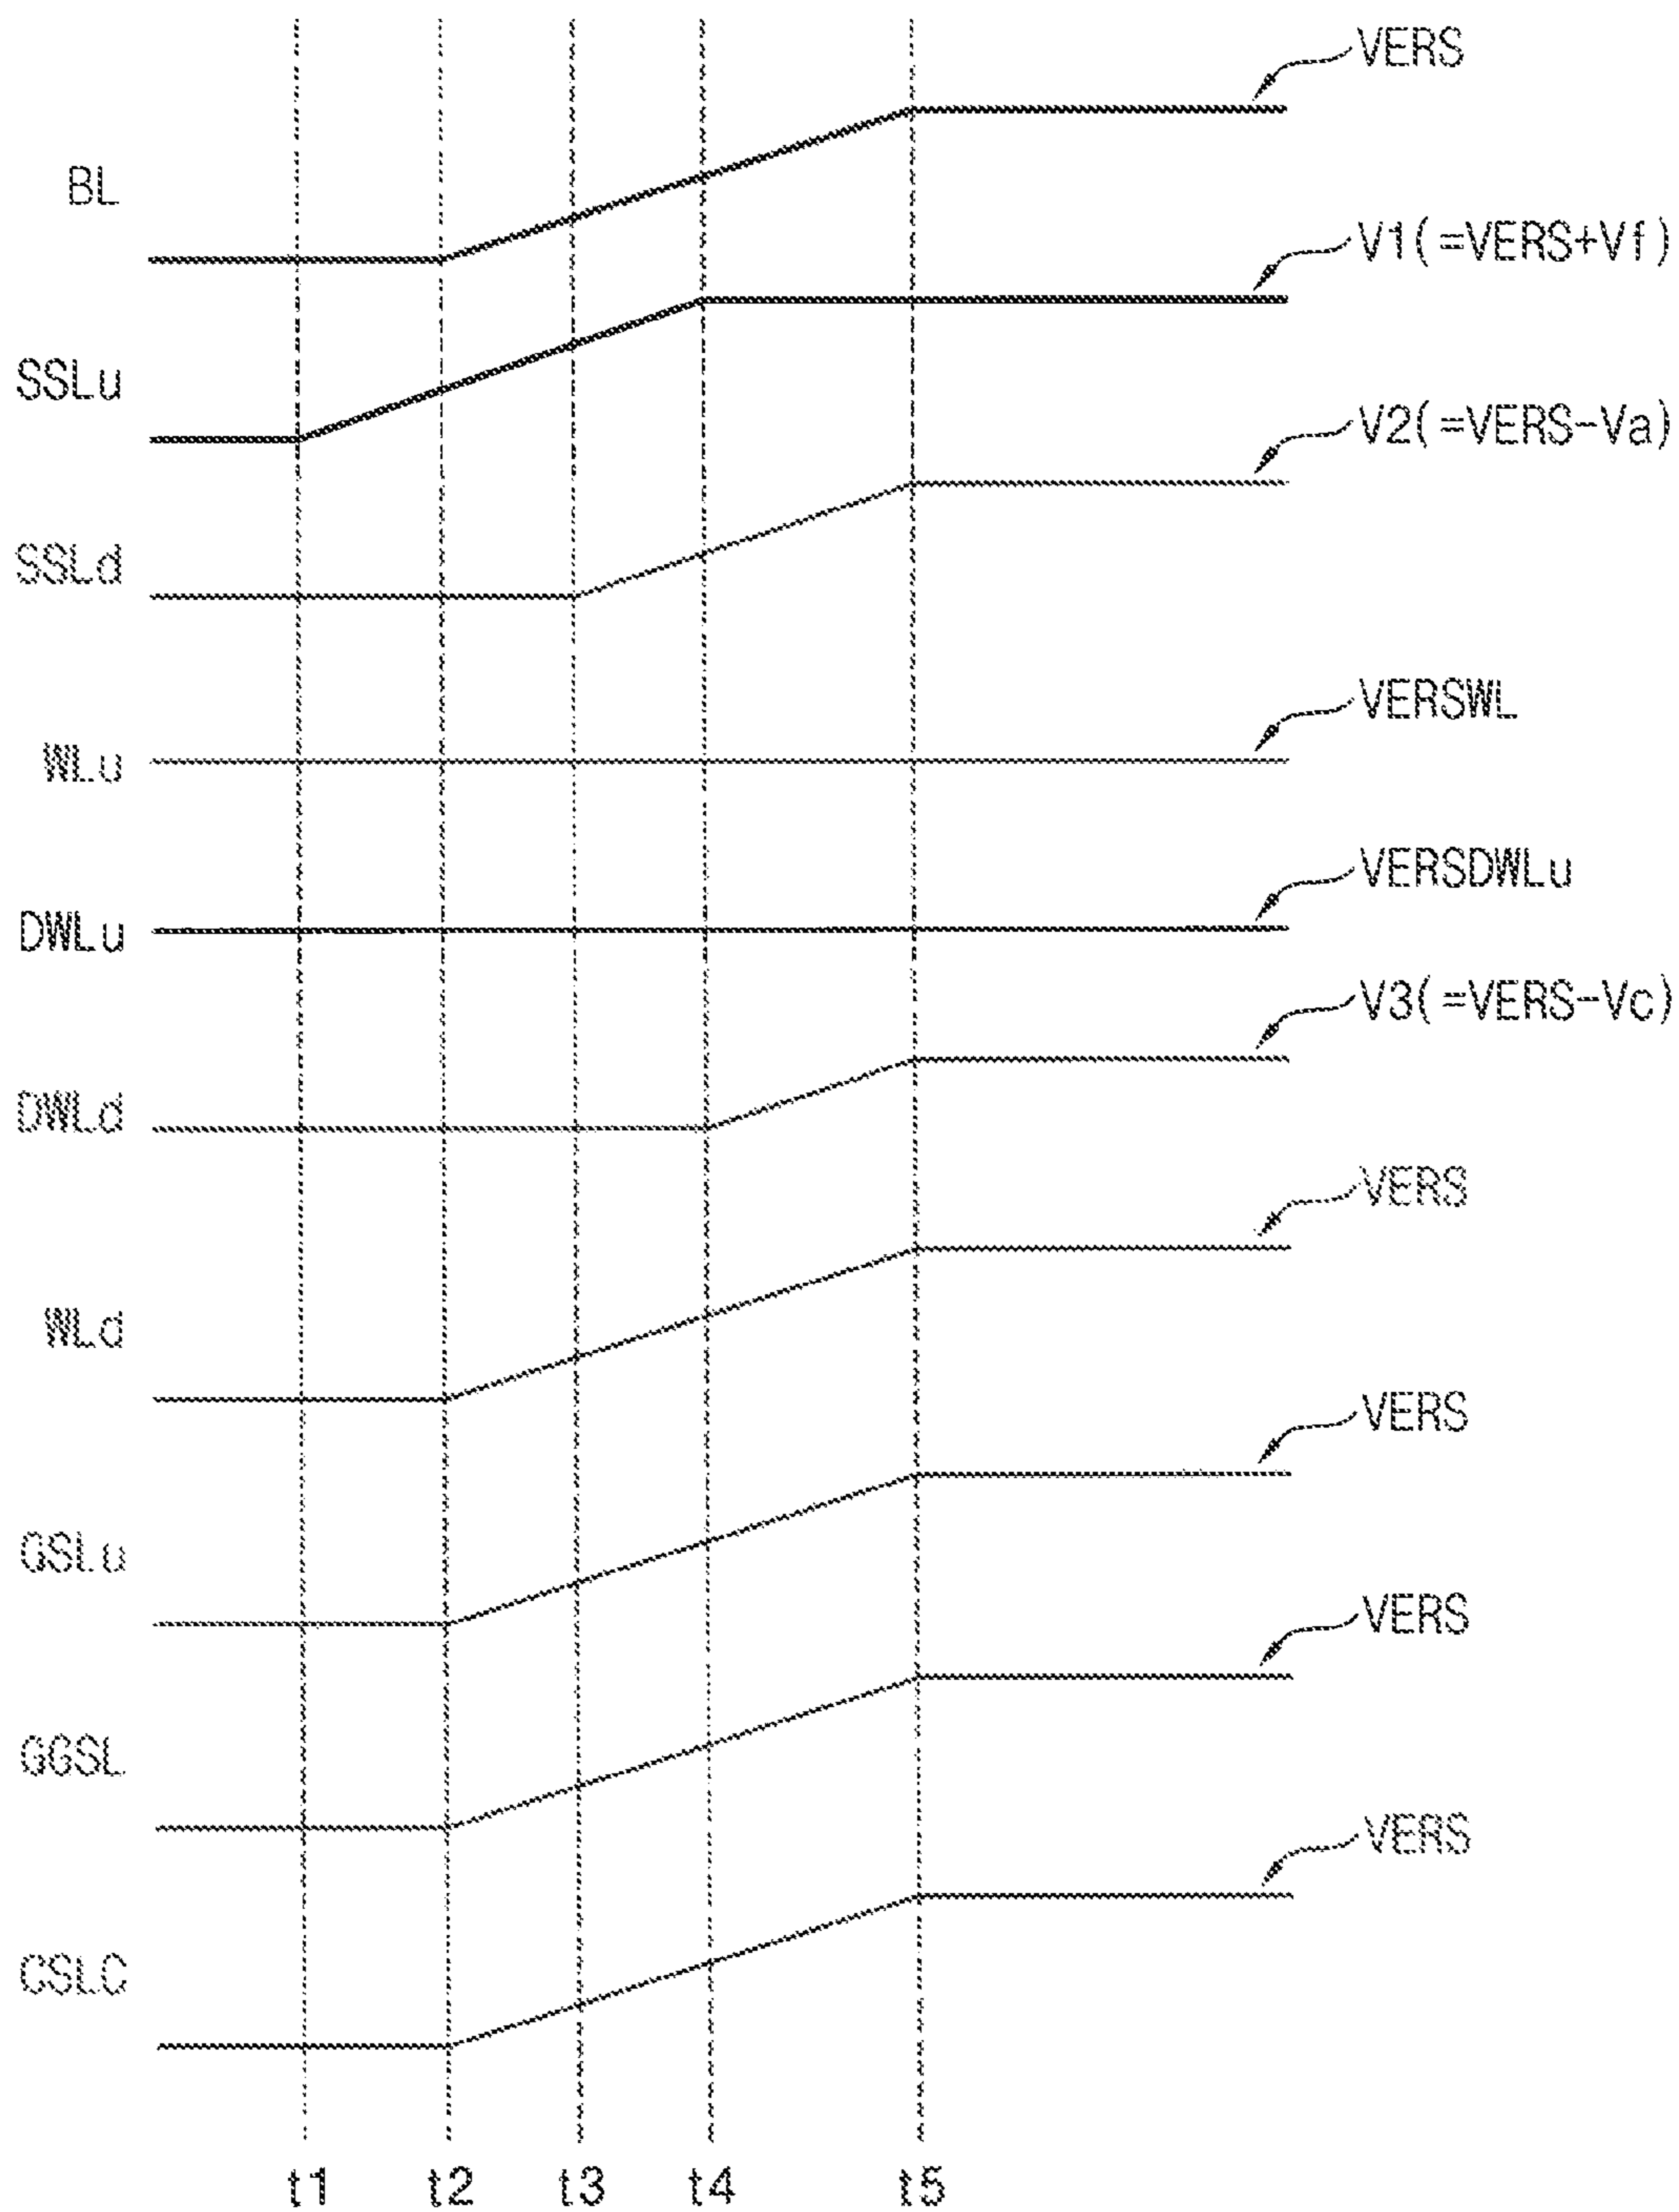 VERS
BL
V1(=VERS+Vf)
SSLu
V2(=VERS-Va)
SSLd
VERSWL
WLu
VERSDWLu
DWLu
V3(=VERS-Vc)
DWLd
VERS
WLd
VERS
GSLu
VERS
GGSL
VERS
CSLC
t1 t2 t3 t4 t5